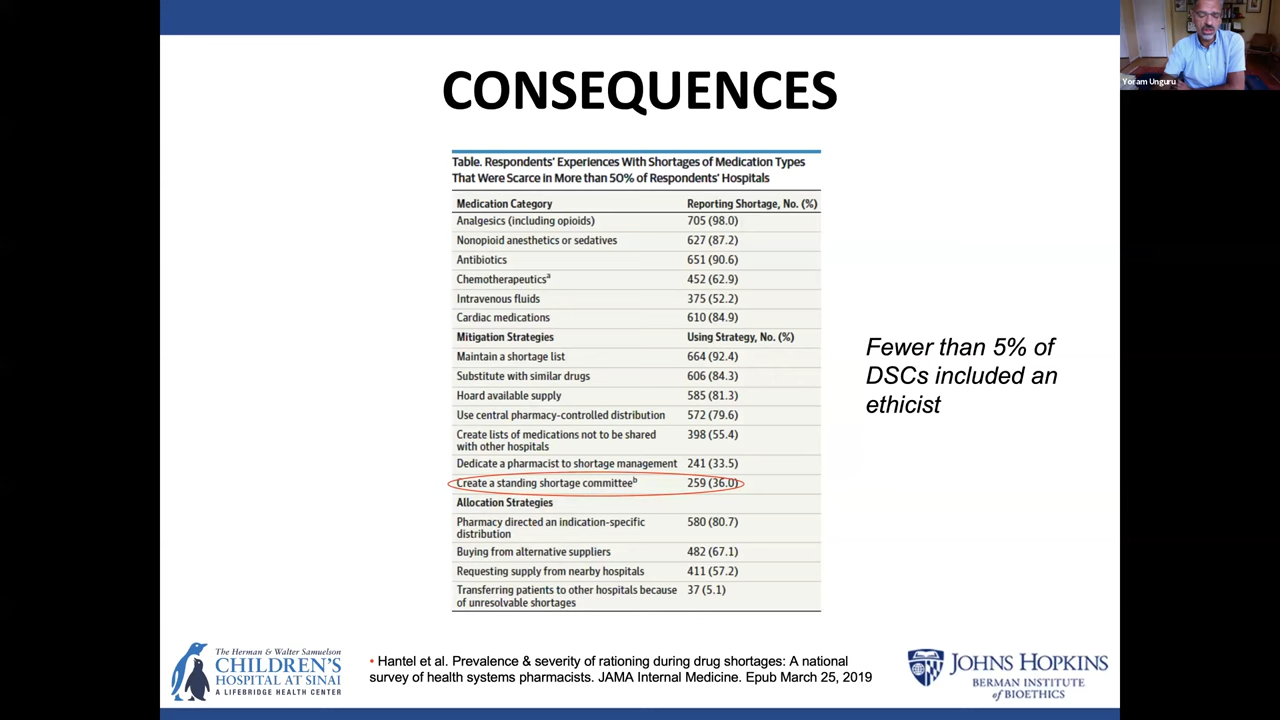 CONSEQUENCES
Yoram Unguru
Table. Respondents' Experiences With Shortages of Medication Types
That Were Scarce in More than 50% of Respondents' Hospitals
Medication Category Reporting Shortage, No. (%)
Analgesics (including opioids) 705 (98.0)
Nonopioid anesthetics or sedatives 627 (87.2)
Antibiotics 651 (90.6)
Chemotherapeuticsa 452 (62.9)
Intravenous fluids 375 (52.2)
Cardiac medications 610 (84.9)
Mitigation Strategies Using Strategy, No. (%)
Maintain a shortage list 664 (92.4)
Substitute with similar drugs 606 (84.3)
Hoard available supply 585 (81.3)
Use central pharmacy-controlled distribution 572 (79.6)
Create lists of medications not to be shared 398 (55.4)
with other hospitals
Dedicate a pharmacist to shortage management 241 (33.5)
Create a standing shortage committeeb 259 (36.0)
Allocation Strategies
Pharmacy directed an indication-specific 580 (80.7)
distribution
Buying from alternative suppliers 482 (67.1)
Requesting supply from nearby hospitals 411 (57.2)
Transferring patients to other hospitals because 37 (5.1)
of unresolvable shortages
Fewer than 5% of
DSCs included an
ethicist
The Herman & Walter Samuelson
CHILDREN'S
HOSPITAL AT SINAI
A LIFEBRIDGE HEALTH CENTER
• Hantel et al. Prevalence & severity of rationing during drug shortages: A national
survey of health systems pharmacists. JAMA Internal Medicine. Epub March 25, 2019
JOHNS HOPKINS
BERMAN INSTITUTE
of BIOETHICS